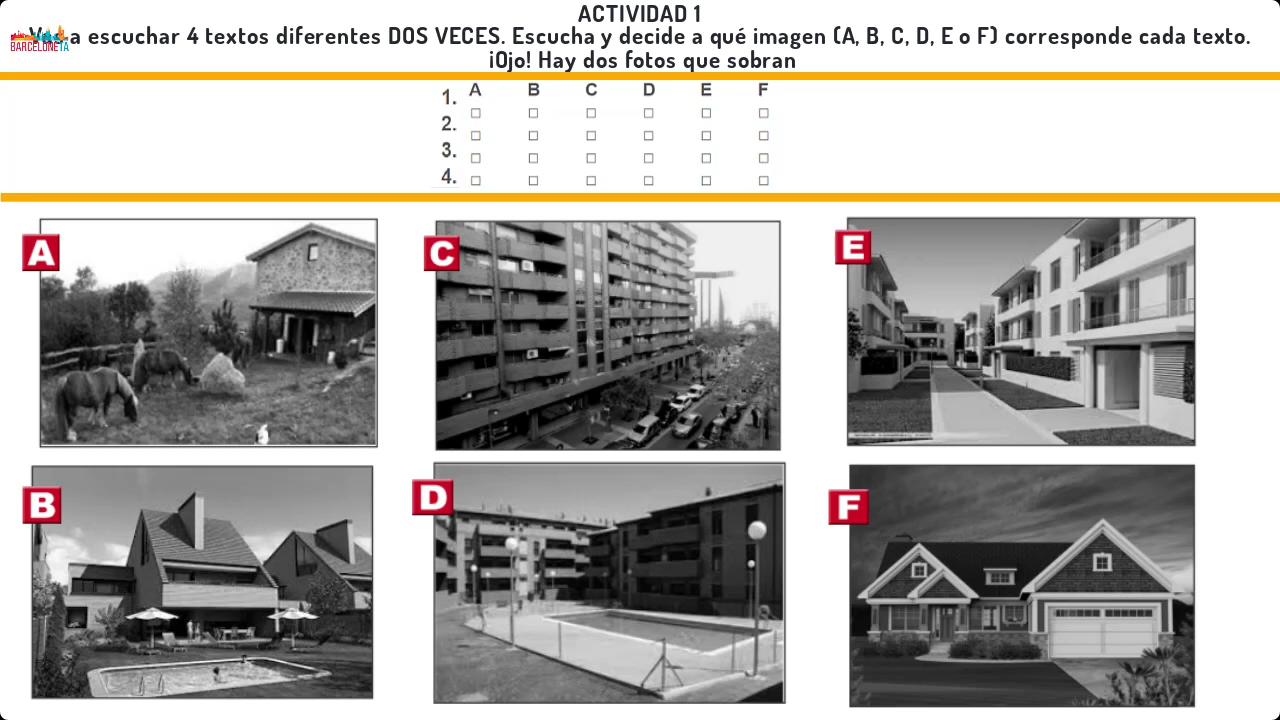 ACTIVIDAD 1
a escuchar 4 textos diferentes DOS VECES. Escucha y decide a qué imagen (A, B, C, D, E o F) corresponde cada texto.
¡Ojo! Hay dos fotos que sobran
BARCELONETA
A B C D E F
1.
2.
3.
4.
A
C
E
B
D
F